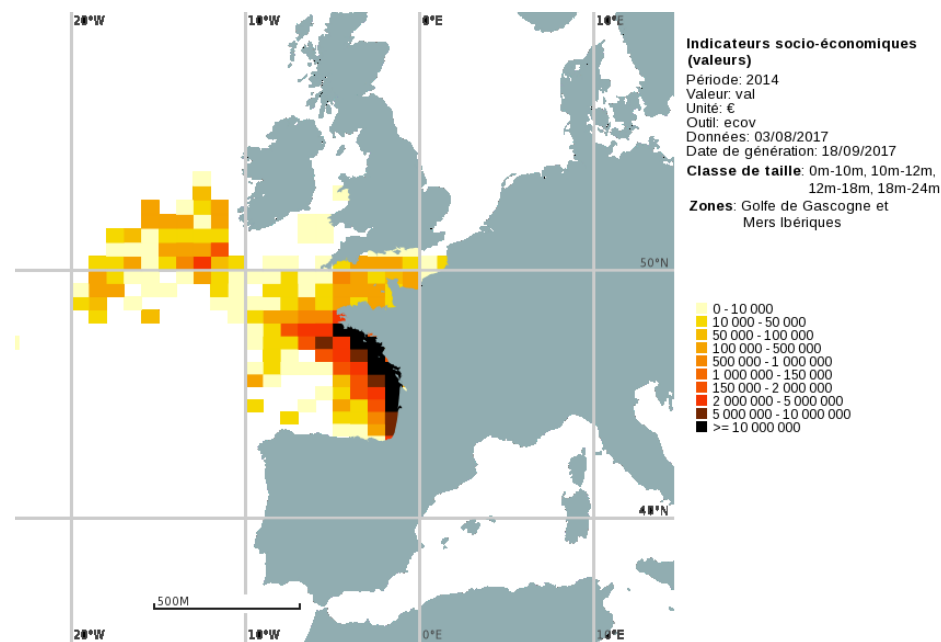 20°W
10°W
0°E
10°E
Indicateurs socio-économiques
(valeurs)
Période: 2014
Valeur: val
Unité: €
Outil: ecov
Données: 03/08/2017
Date de génération: 18/09/2017
Classe de taille: 0m-10m, 10m-12m,
12m-18m, 18m-24m
Zones: Golfe de Gascogne et
Mers Ibériques
50°N
0 - 10 000
10 000 - 50 000
50 000 - 100 000
100 000 - 500 000
500 000 - 1 000 000
1 000 000 - 150 000
150 000 - 2 000 000
2 000 000 - 5 000 000
5 000 000 - 10 000 000
>= 10 000 000
500M
20°W
10°W
0°E
10°E